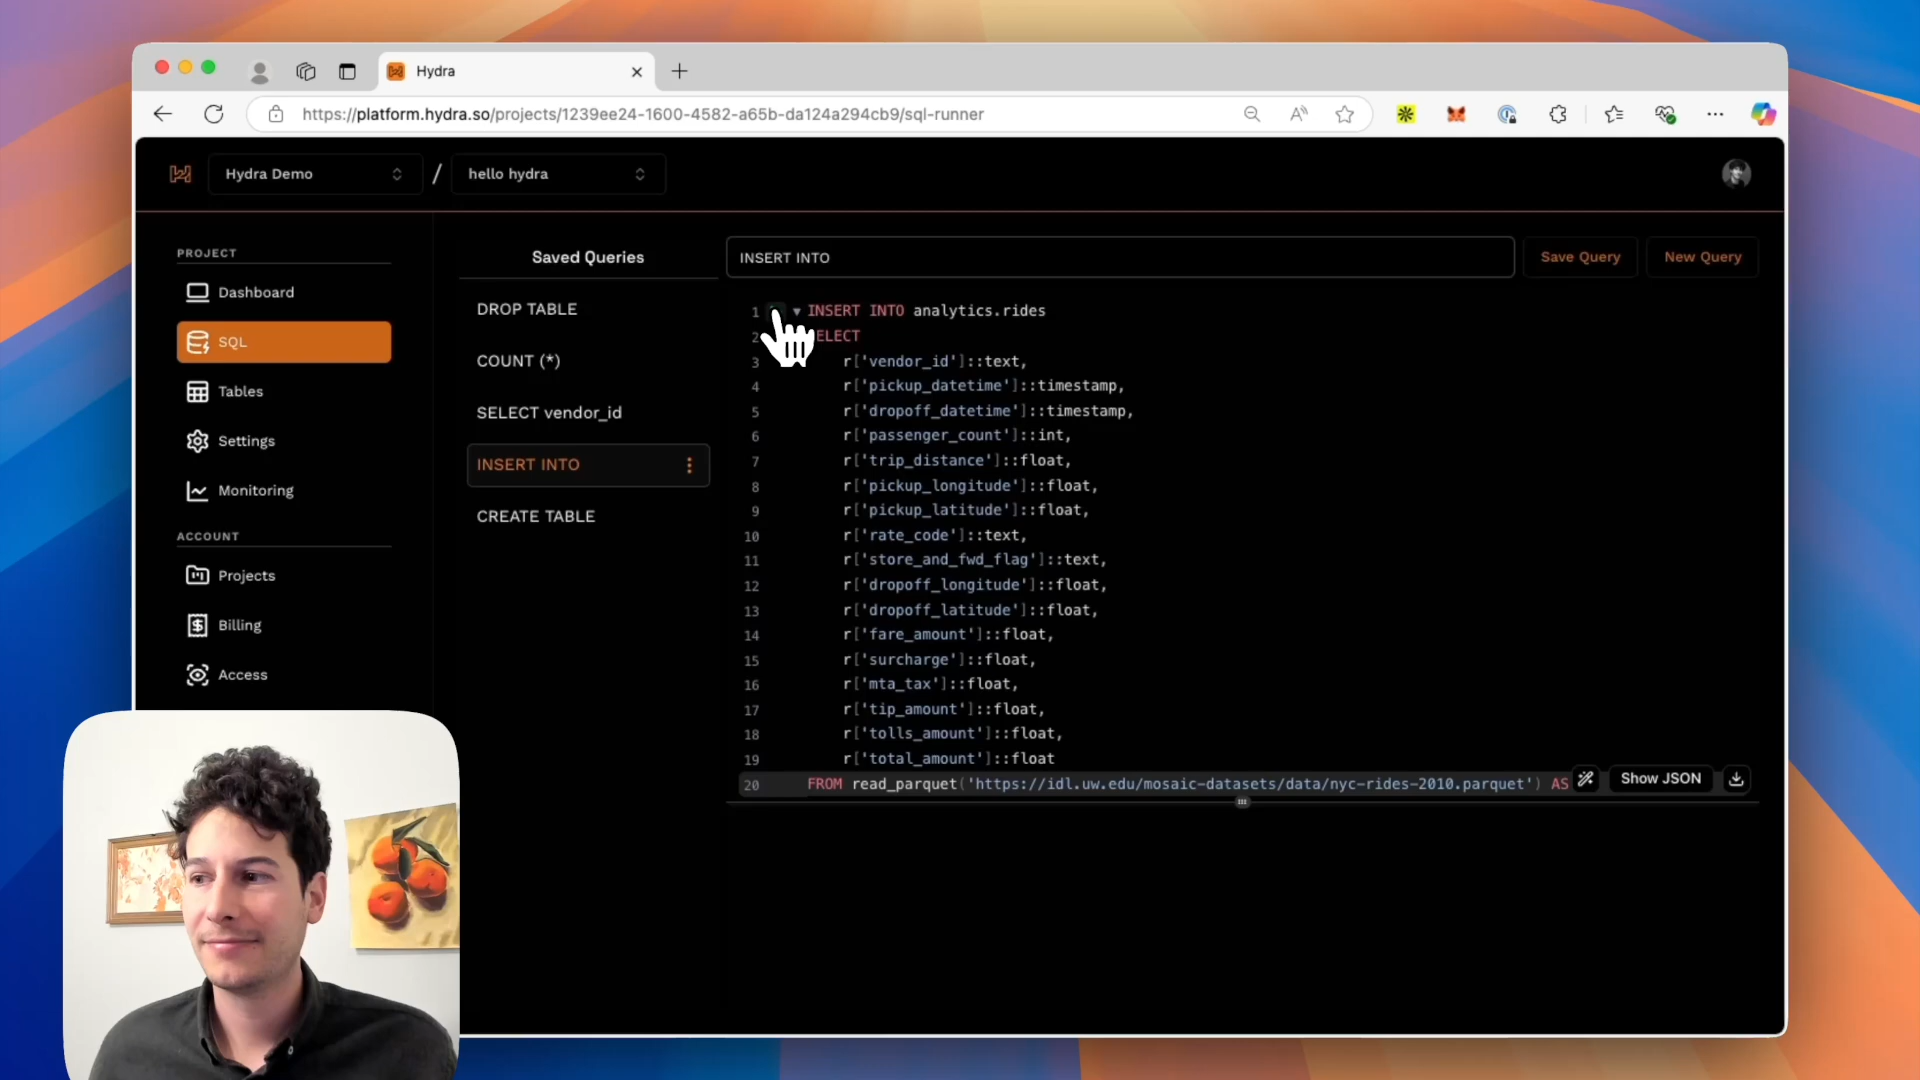 Hydra
https://platform.hydra.so/projects/1239ee24-1600-4582-a65b-da124a294cb9/sql-runner
Hydra Demo
/
hello hydra
PROJECT
Dashboard
SQL
Tables
Settings
Monitoring
ACCOUNT
Projects
Billing
Access
Saved Queries
DROP TABLE
COUNT (*)
SELECT vendor_id
INSERT INTO
CREATE TABLE
INSERT INTO
Save Query
New Query
1 INSERT INTO analytics.rides
2 ELECT
3 r['vendor_id']::text,
4 r['pickup_datetime']::timestamp,
5 r['dropoff_datetime']::timestamp,
6 r['passenger_count']::int,
7 r['trip_distance']::float,
8 r['pickup_longitude']::float,
9 r['pickup_latitude']::float,
10 r['rate_code']::text,
11 r['store_and_fwd_flag']::text,
12 r['dropoff_longitude']::float,
13 r['dropoff_latitude']::float,
14 r['fare_amount']::float,
15 r['surcharge']::float,
16 r['mta_tax']::float,
17 r['tip_amount']::float,
18 r['tolls_amount']::float,
19 r['total_amount']::float
20 FROM read_parquet('https://idl.uw.edu/mosaic-datasets/data/nyc-rides-2010.parquet') AS
Show JSON